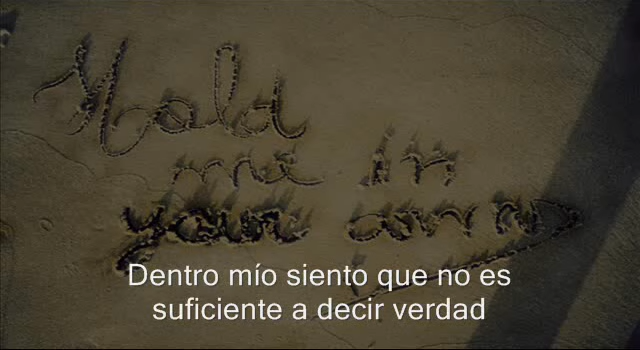 Hold
me in
your arms
Dentro mío siento que no es
suficiente a decir verdad